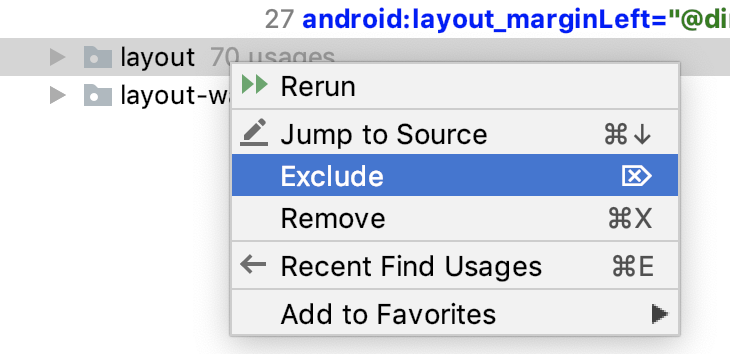 27 android:layout_marginLeft="@di
layout 70 usages
Rerun
layout-wa
Jump to Source ⌘↓
Exclude ⌦
Remove ⌘X
Recent Find Usages ⌘E
Add to Favorites